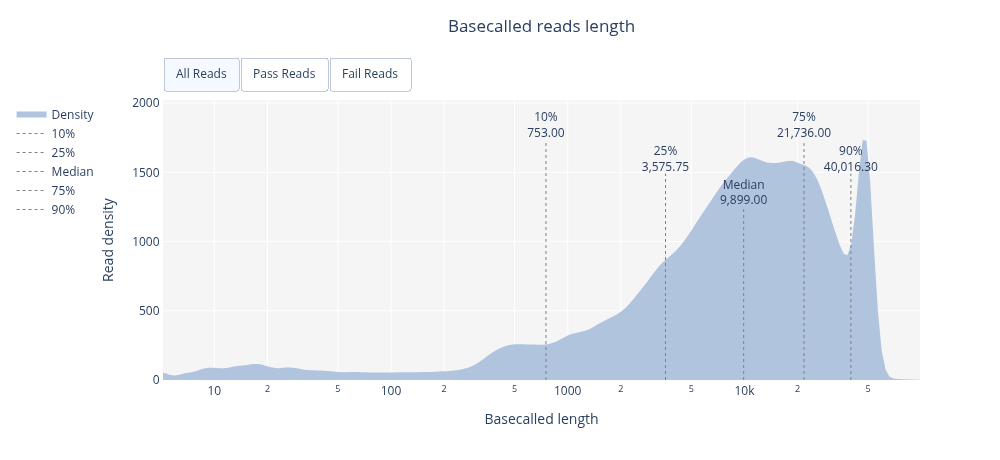 Basecalled reads length
All Reads
Pass Reads
Fail Reads
Density
10%
25%
Median
75%
90%
Read density
2000
1500
1000
500
0
10%
753.00
25%
3,575.75
Median
9,899.00
75%
21,736.00
90%
40,016.30
10
2
5
100
2
5
1000
2
5
10k
2
5
Basecalled length